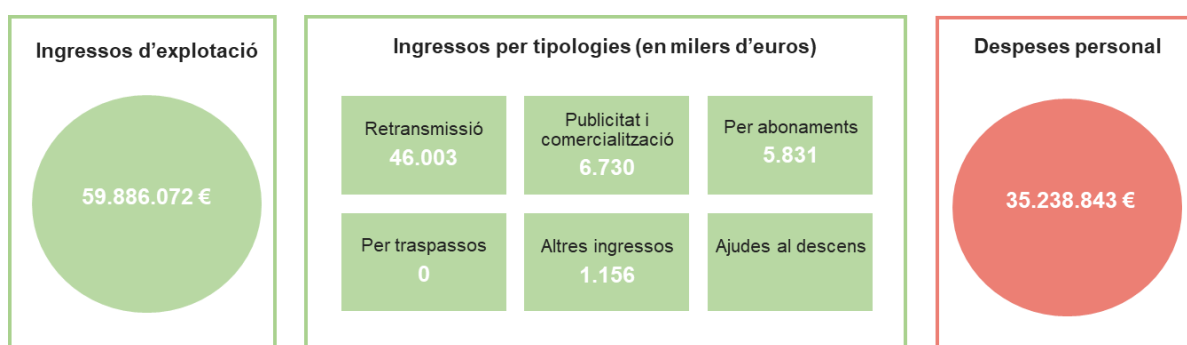 Ingressos d’explotació
59.886.072 €
Ingressos per tipologies (en milers d’euros)
Retransmissió
46.003
Publicitat i
comercialització
6.730
Per abonaments
5.831
Per traspassos
0
Altres ingressos
1.156
Ajudes al descens
Despeses personal
35.238.843 €